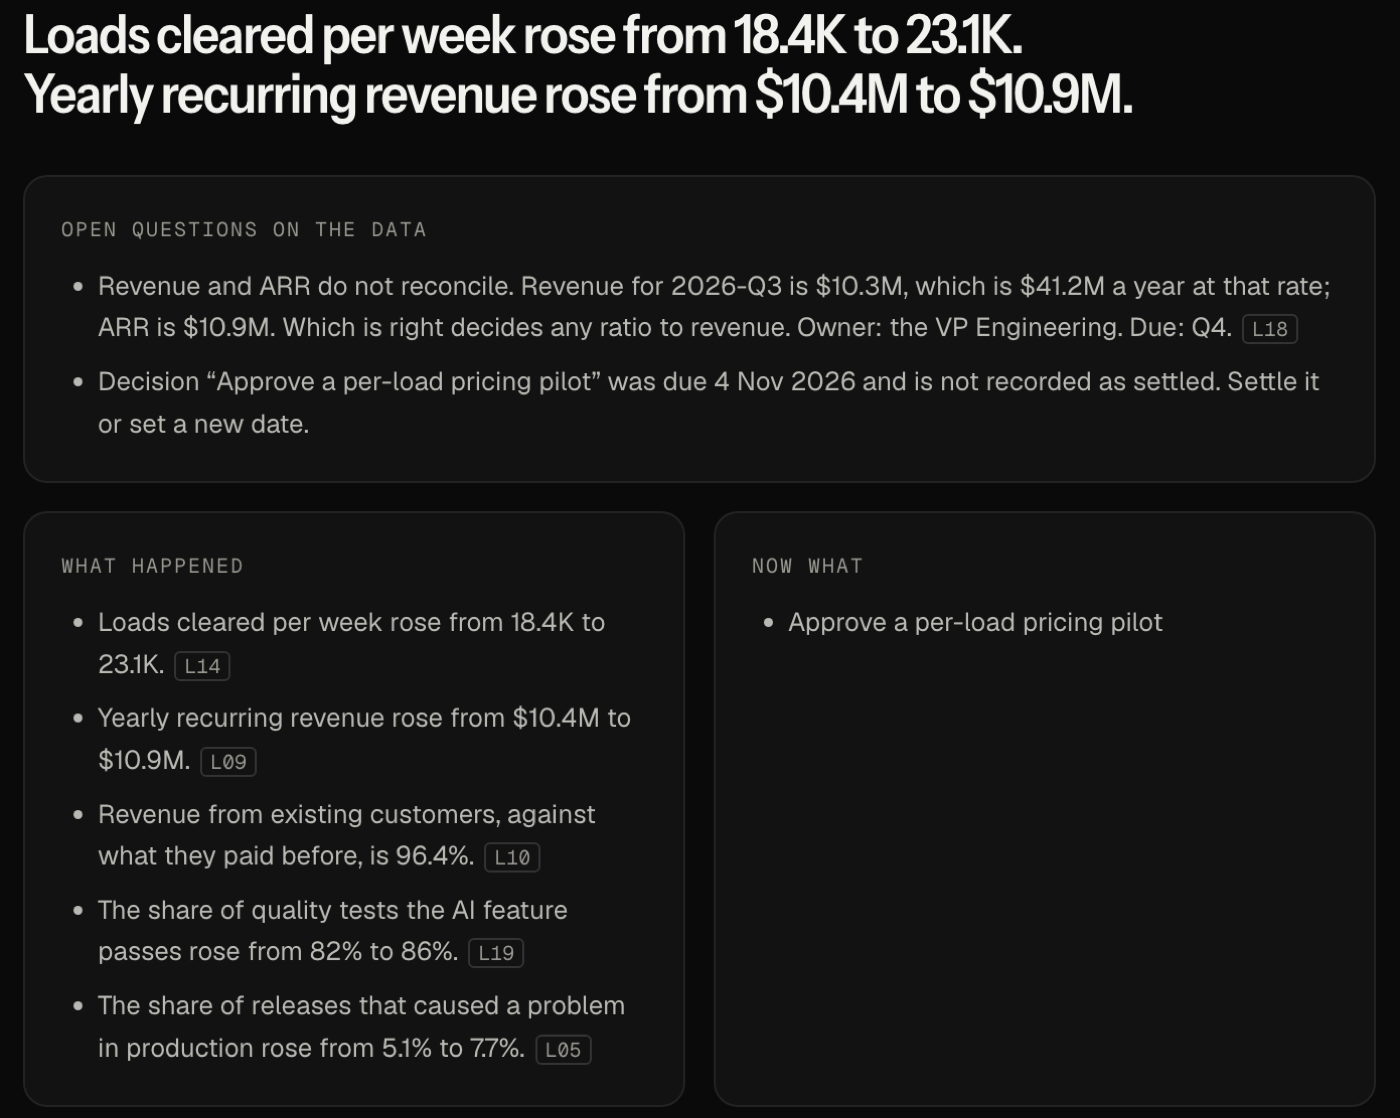 Loads cleared per week rose from 18.4K to 23.1K.
Yearly recurring revenue rose from $10.4M to $10.9M.
OPEN QUESTIONS ON THE DATA
• Revenue and ARR do not reconcile. Revenue for 2026-Q3 is $10.3M, which is $41.2M a year at that rate;
ARR is $10.9M. Which is right decides any ratio to revenue. Owner: the VP Engineering. Due: Q4. L18
• Decision “Approve a per-load pricing pilot” was due 4 Nov 2026 and is not recorded as settled. Settle it
or set a new date.
WHAT HAPPENED
• Loads cleared per week rose from 18.4K to
23.1K. L14
• Yearly recurring revenue rose from $10.4M to
$10.9M. L09
• Revenue from existing customers, against
what they paid before, is 96.4%. L10
• The share of quality tests the AI feature
passes rose from 82% to 86%. L19
• The share of releases that caused a problem
in production rose from 5.1% to 7.7%. L05
NOW WHAT
• Approve a per-load pricing pilot